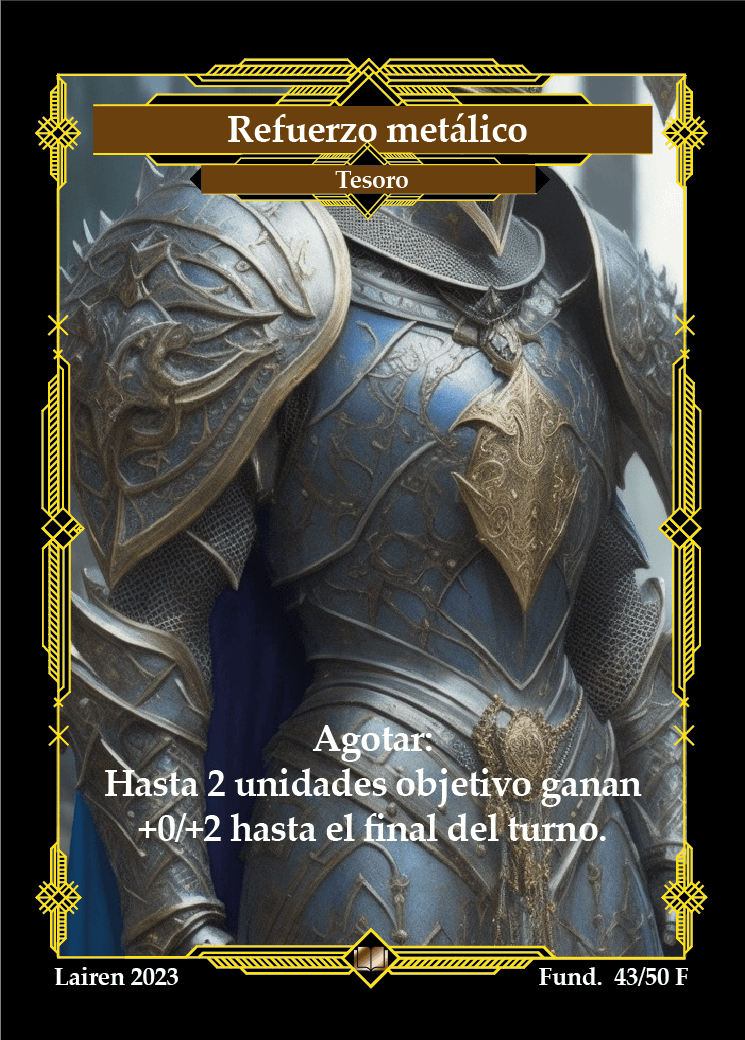 Refuerzo metálico
Tesoro
Agotar:
Hasta 2 unidades objetivo ganan
+0/+2 hasta el final del turno.
Lairen 2023
Fund. 43/50 F